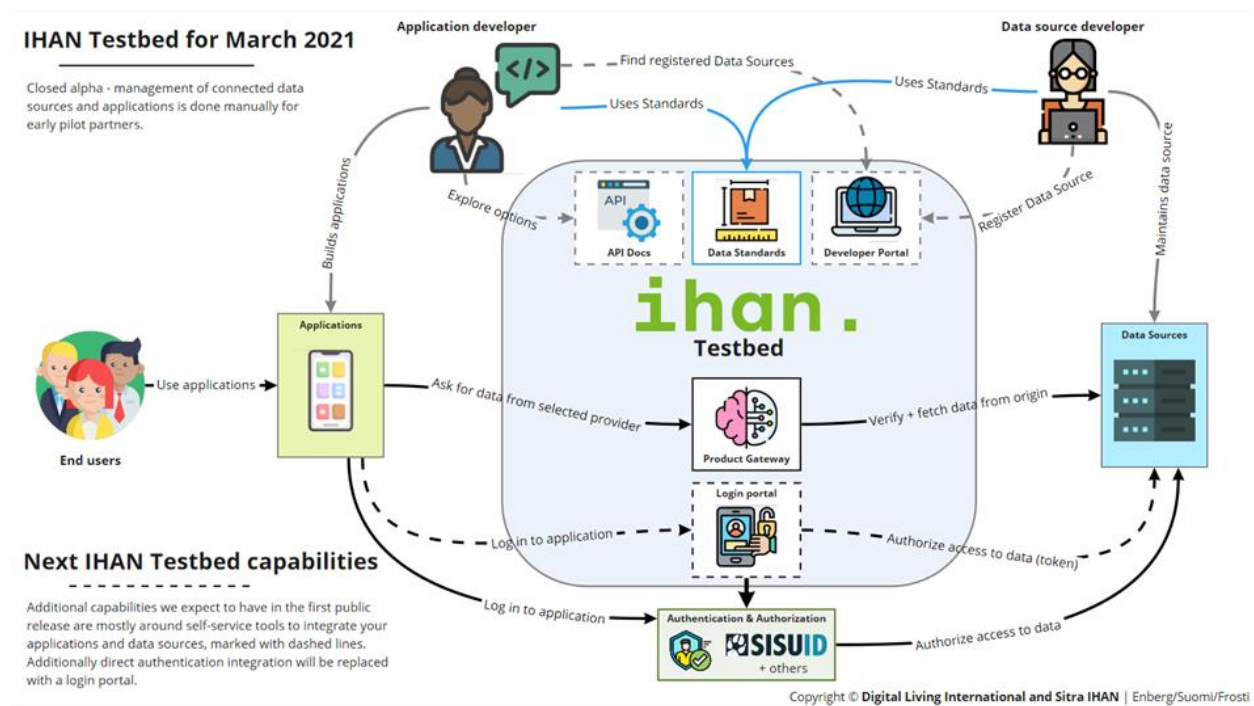 IHAN Testbed for March 2021
Closed alpha - management of connected data
sources and applications is done manually for
early pilot partners.
Application developer
Data source developer
</>
Find registered Data Sources
Uses Standards
Uses Standards
Builds applications
Explore options
Register Data Source
Maintains data source
API
API Docs
Data Standards
Developer Portal
ihan.
Testbed
Applications
Data Sources
Use applications
End users
Ask for data from selected provider
Product Gateway
Verify + fetch data from origin
Login portal
Log in to application
Authorize access to data (token)
Log in to application
Authentication & Authorization
SISUID
+ others
Authorize access to data
Next IHAN Testbed capabilities
Additional capabilities we expect to have in the first public
release are mostly around self-service tools to integrate your
applications and data sources, marked with dashed lines.
Additionally direct authentication integration will be replaced
with a login portal.
Copyright © Digital Living International and Sitra IHAN | Enberg/Suomi/Frosti